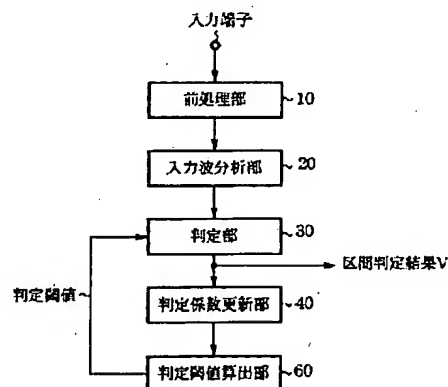 入力端子
前処理部
10
入力波分析部
20
判定部
30
区間判定結果V
判定閾値
判定係数更新部
40
判定閾値算出部
60